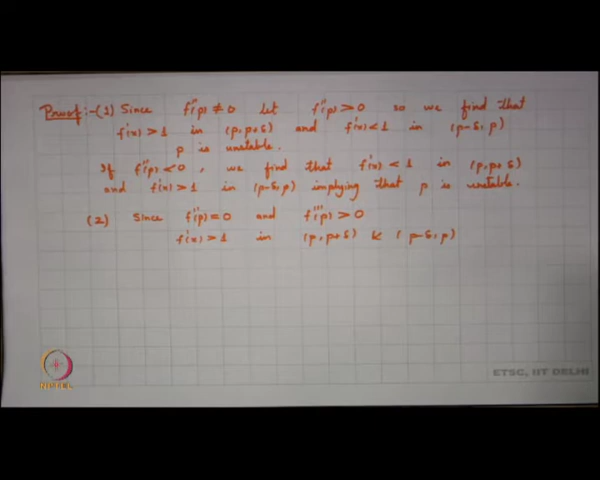 Proof:- (1) Since f''(p) ≠ 0 let f''(p) > 0 so we find that
f'(x) > 1 in (p, p+δ) and f'(x) < 1 in (p-δ, p)
p is unstable.
If f''(p) < 0, we find that f'(x) < 1 in (p, p+δ)
and f'(x) > 1 in (p-δ, p) implying that p is unstable.
(2) Since f''(p) = 0 and f'''(p) > 0
f'(x) > 1 in (p, p+δ) & (p-δ, p)
NPTEL
ETSC, IIT DELHI